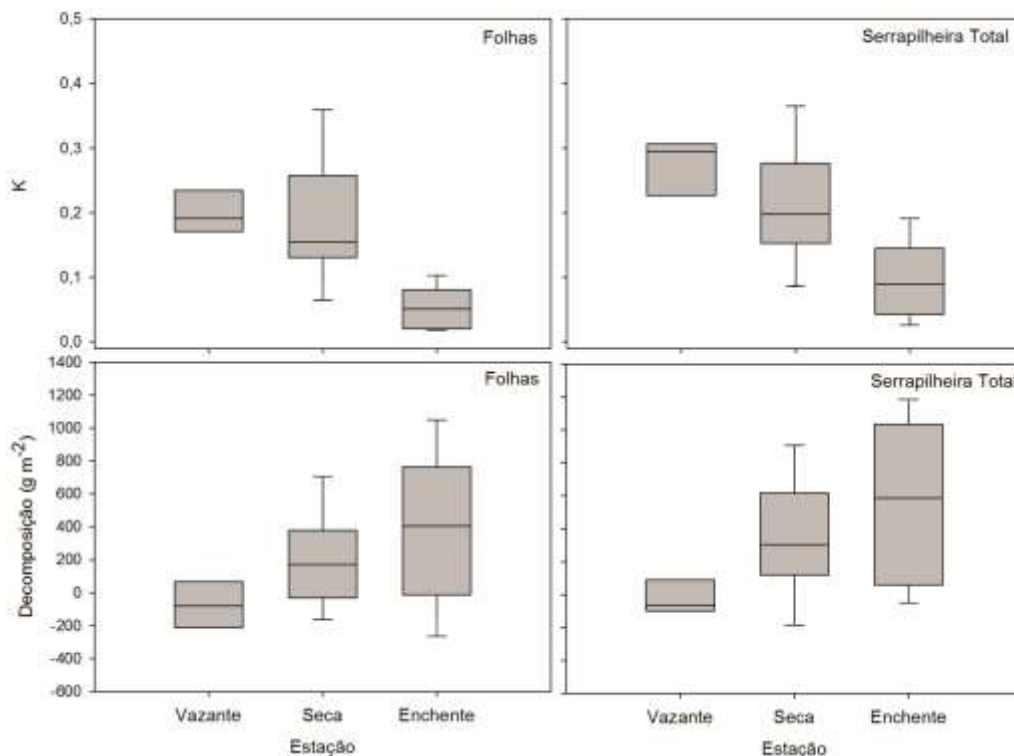 Folhas
Serrapilheira Total
0,5
0,4
0,3
0,2
0,1
0,0
K
Folhas
Serrapilheira Total
1400
1200
1000
800
600
400
200
0
-200
-400
-600
Decomposição (g m⁻²)
Vazante Seca Enchente
Vazante Seca Enchente
Estação
Estação